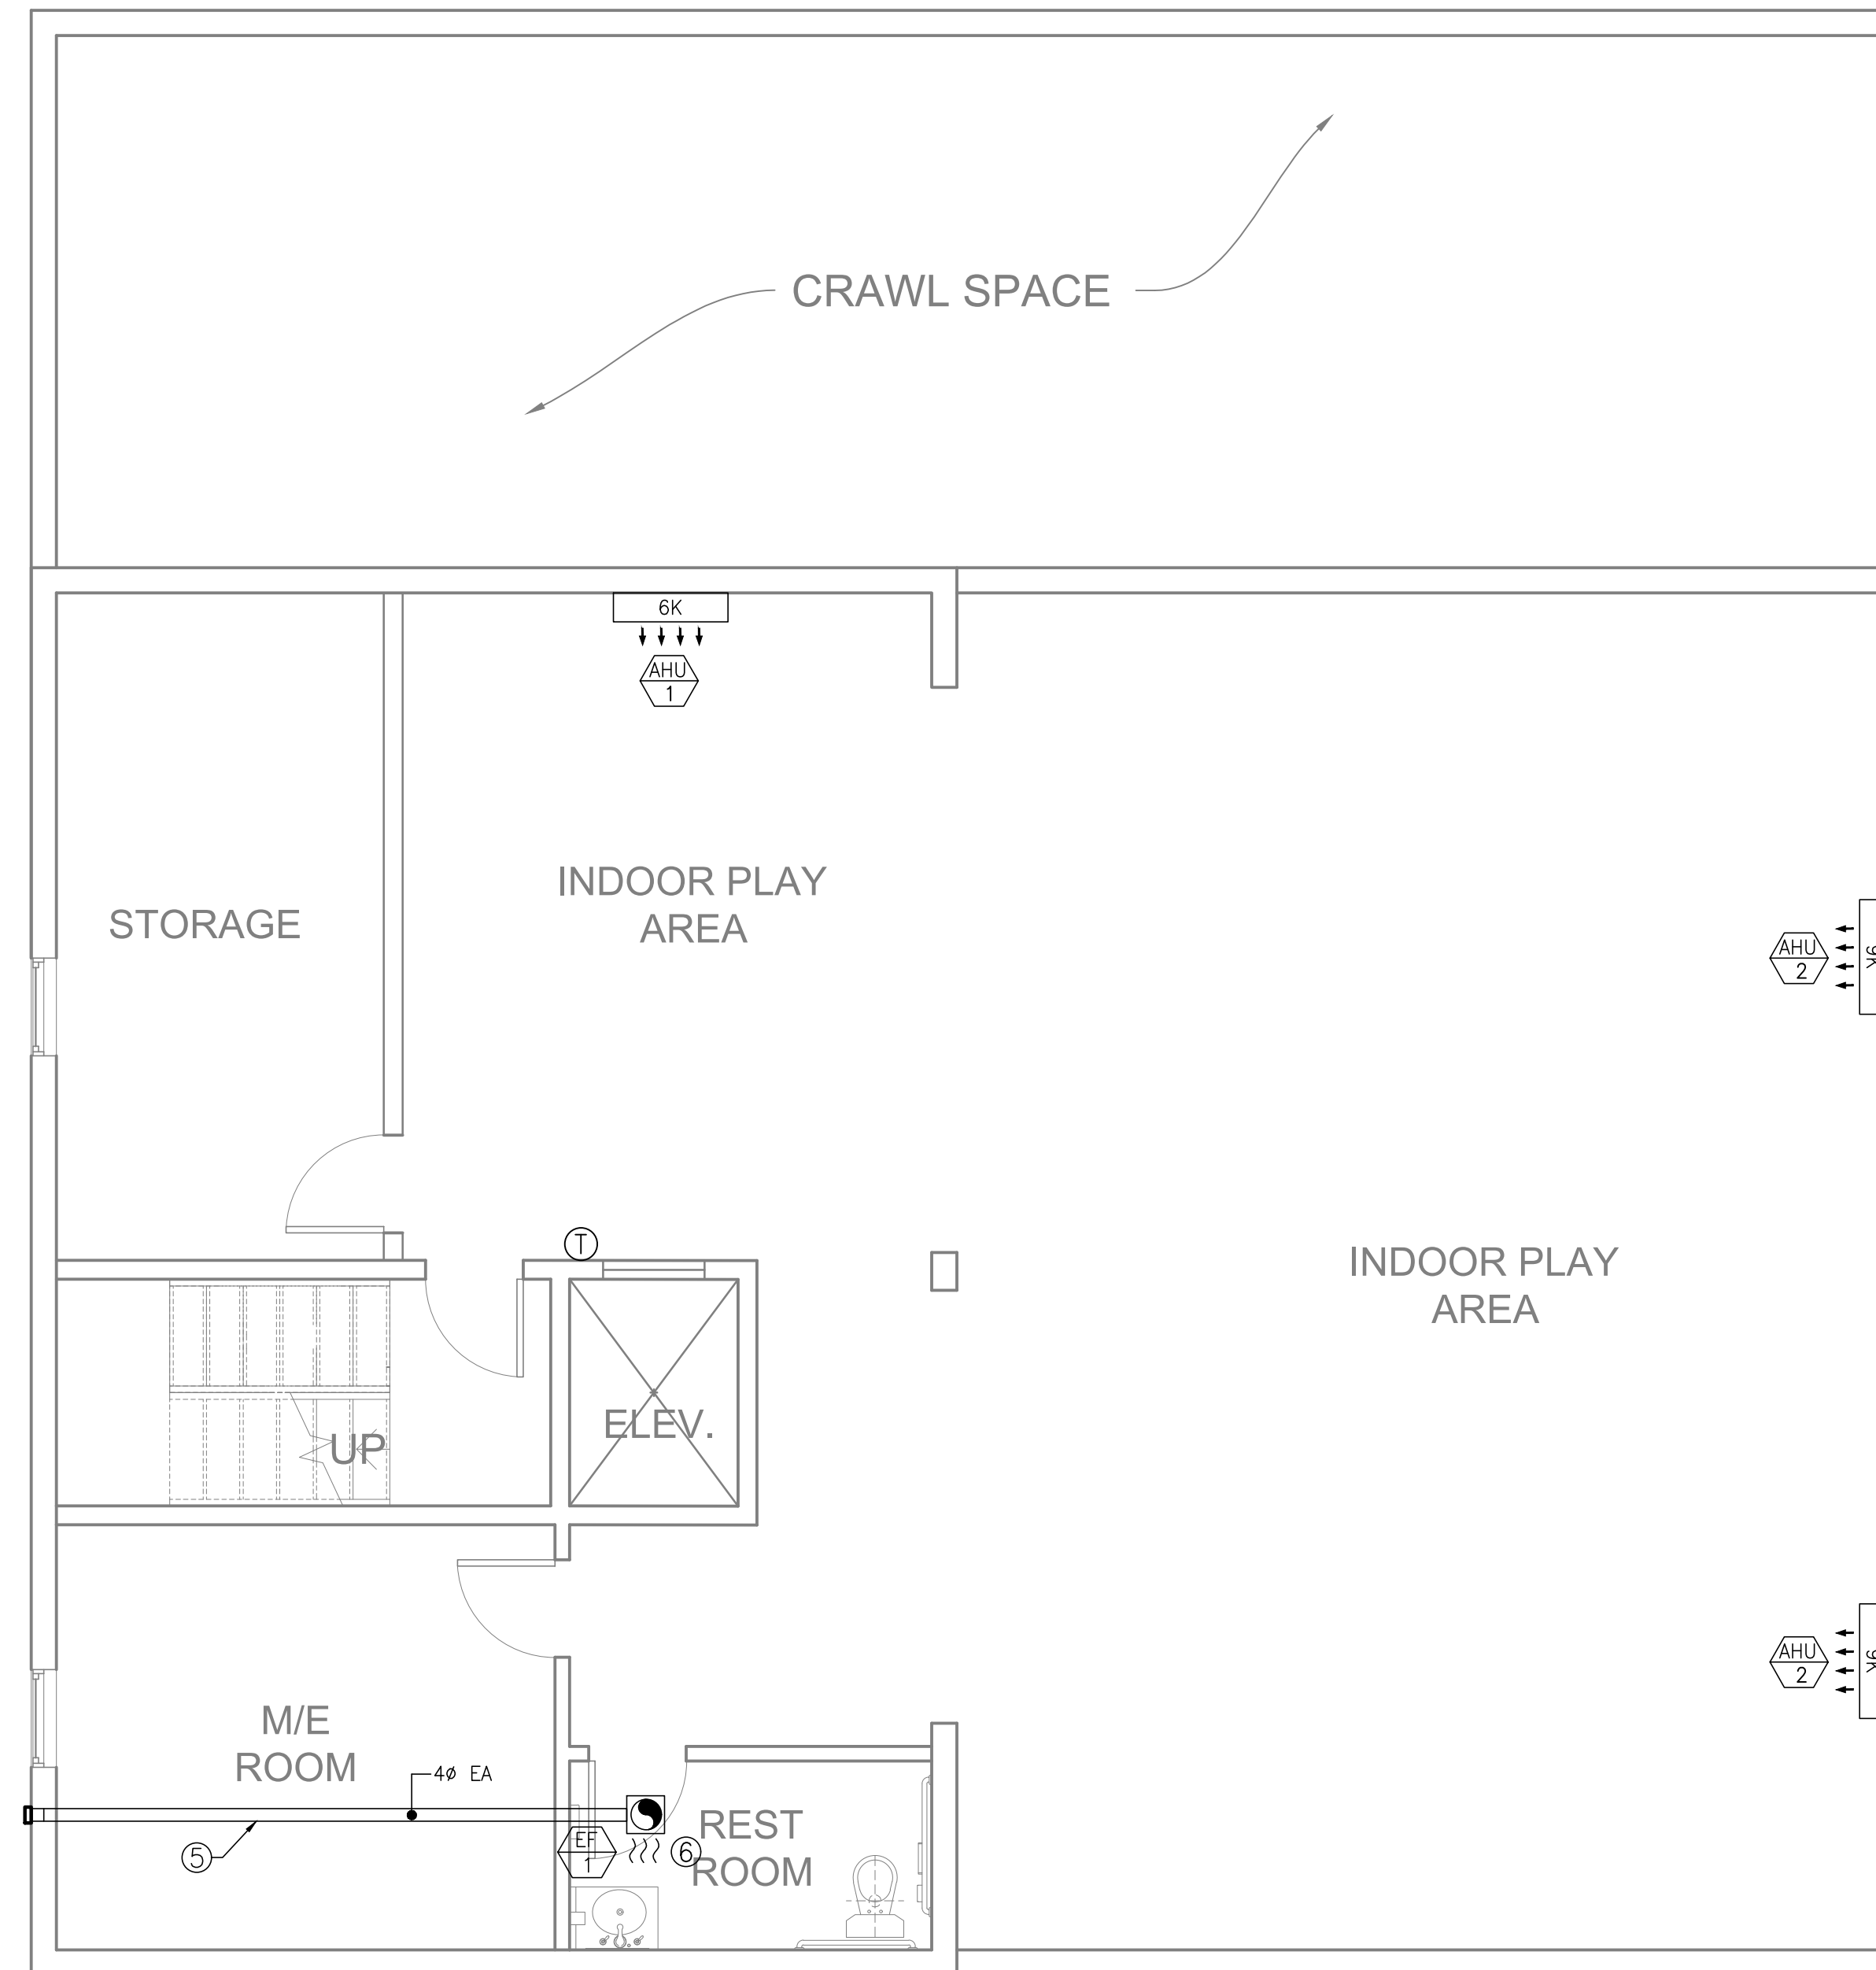 CRAWL SPACE
6K
AHU
1
INDOOR PLAY
AREA
STORAGE
AHU
2
T
INDOOR PLAY
AREA
ELEV.
UP
AHU
2
M/E
ROOM
4ø EA
5
EF
1
6
REST
ROOM